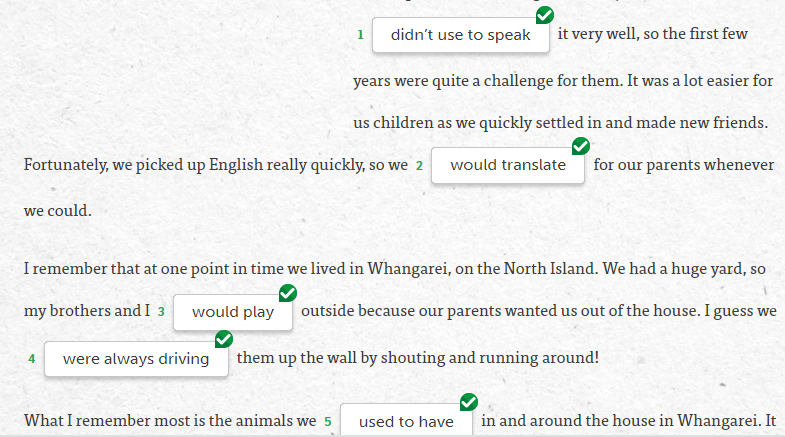 1 didn't use to speak it very well, so the first few
years were quite a challenge for them. It was a lot easier for
us children as we quickly settled in and made new friends.
Fortunately, we picked up English really quickly, so we 2 would translate for our parents whenever
we could.
I remember that at one point in time we lived in Whangarei, on the North Island. We had a huge yard, so
my brothers and I 3 would play outside because our parents wanted us out of the house. I guess we
4 were always driving them up the wall by shouting and running around!
What I remember most is the animals we 5 used to have in and around the house in Whangarei. It